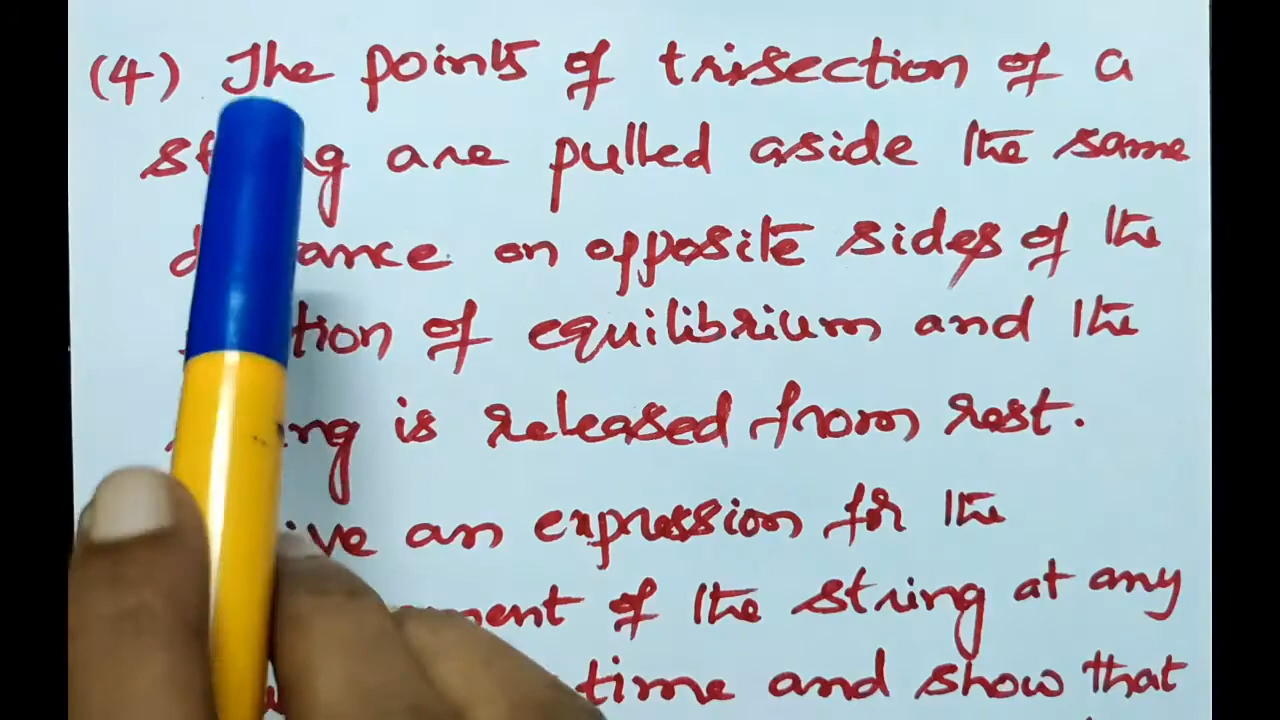 (4) The points of trisection of a
are pulled aside the same
on opposite sides of the
of equilibrium and the
is released from rest.
an expression for the
of the string at any
time and show that